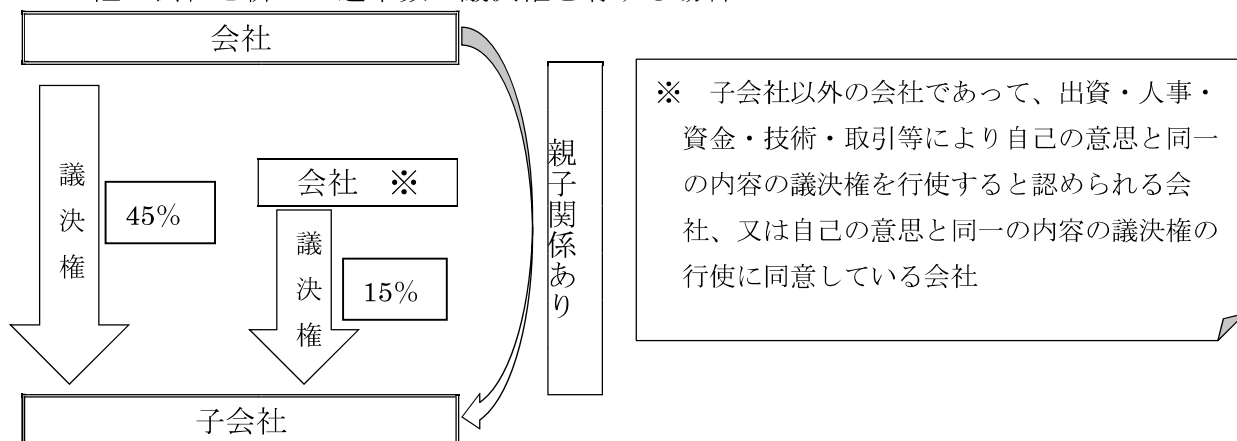 会社
議決権
45%
会社 ※
議決権
15%
親子関係あり
子会社
※ 子会社以外の会社であって、出資・人事・
資金・技術・取引等により自己の意思と同一
の内容の議決権を行使すると認められる会
社、又は自己の意思と同一の内容の議決権の
行使に同意している会社